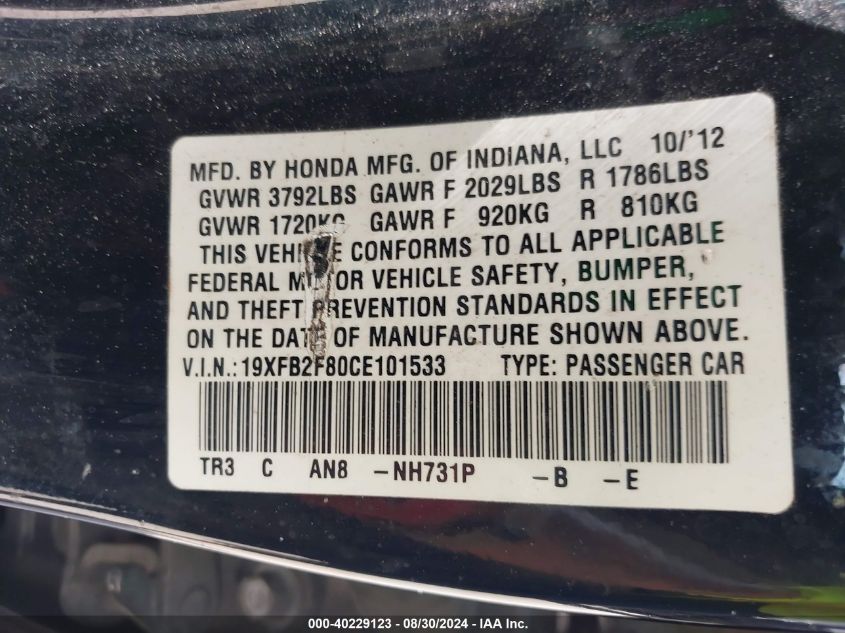 MFD. BY HONDA MFG. OF INDIANA, LLC 10/'12
GVWR 3792LBS GAWR F 2029LBS R 1786LBS
GVWR 1720KG GAWR F 920KG R 810KG
THIS VEHICLE CONFORMS TO ALL APPLICABLE
FEDERAL MOTOR VEHICLE SAFETY, BUMPER,
AND THEFT PREVENTION STANDARDS IN EFFECT
ON THE DATE OF MANUFACTURE SHOWN ABOVE.
V.I.N.:19XFB2F80CE101533 TYPE: PASSENGER CAR
TR3 C AN8 -NH731P -B -E
000-40229123 - 08/30/2024 - IAA Inc.